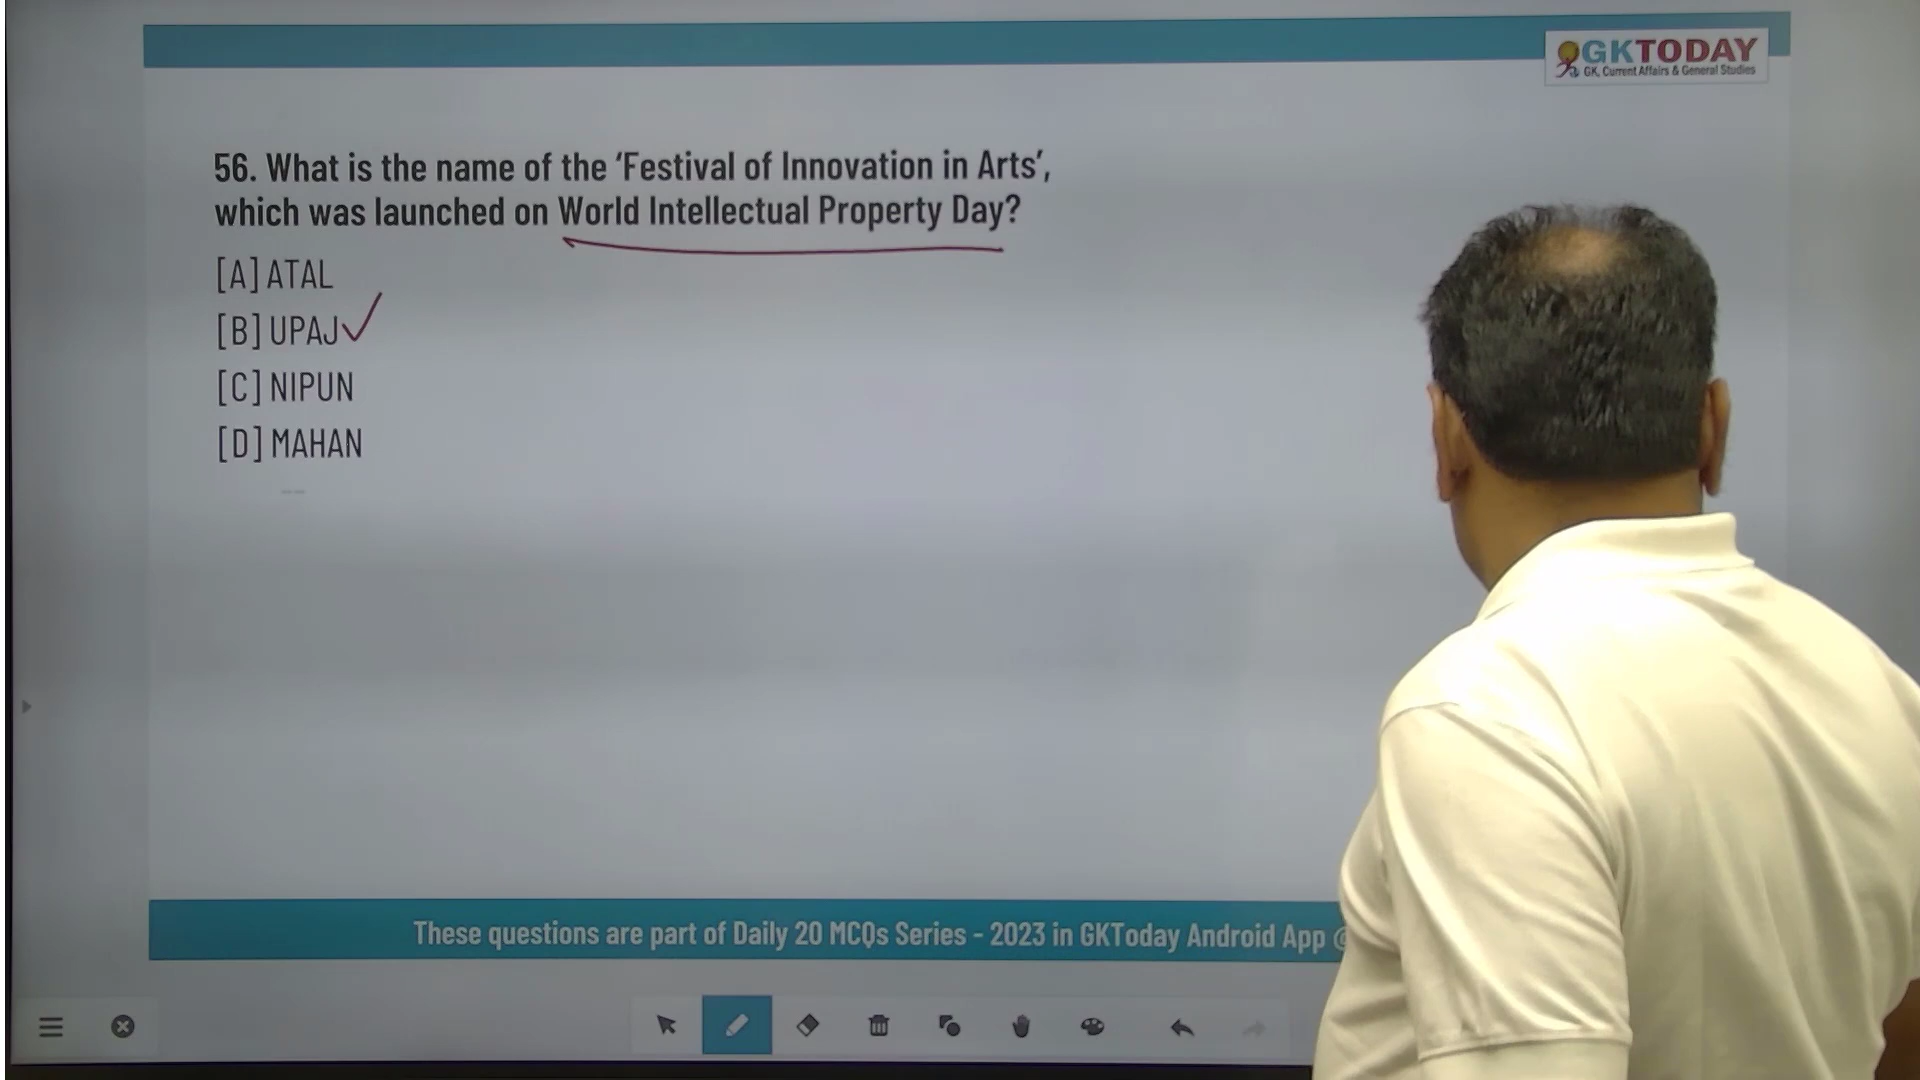 GKTODAY
GK, Current Affairs & General Studies
56. What is the name of the ‘Festival of Innovation in Arts’,
which was launched on World Intellectual Property Day?
[A] ATAL
[B] UPAJ
[C] NIPUN
[D] MAHAN
These questions are part of Daily 20 MCQs Series - 2023 in GKToday Android App